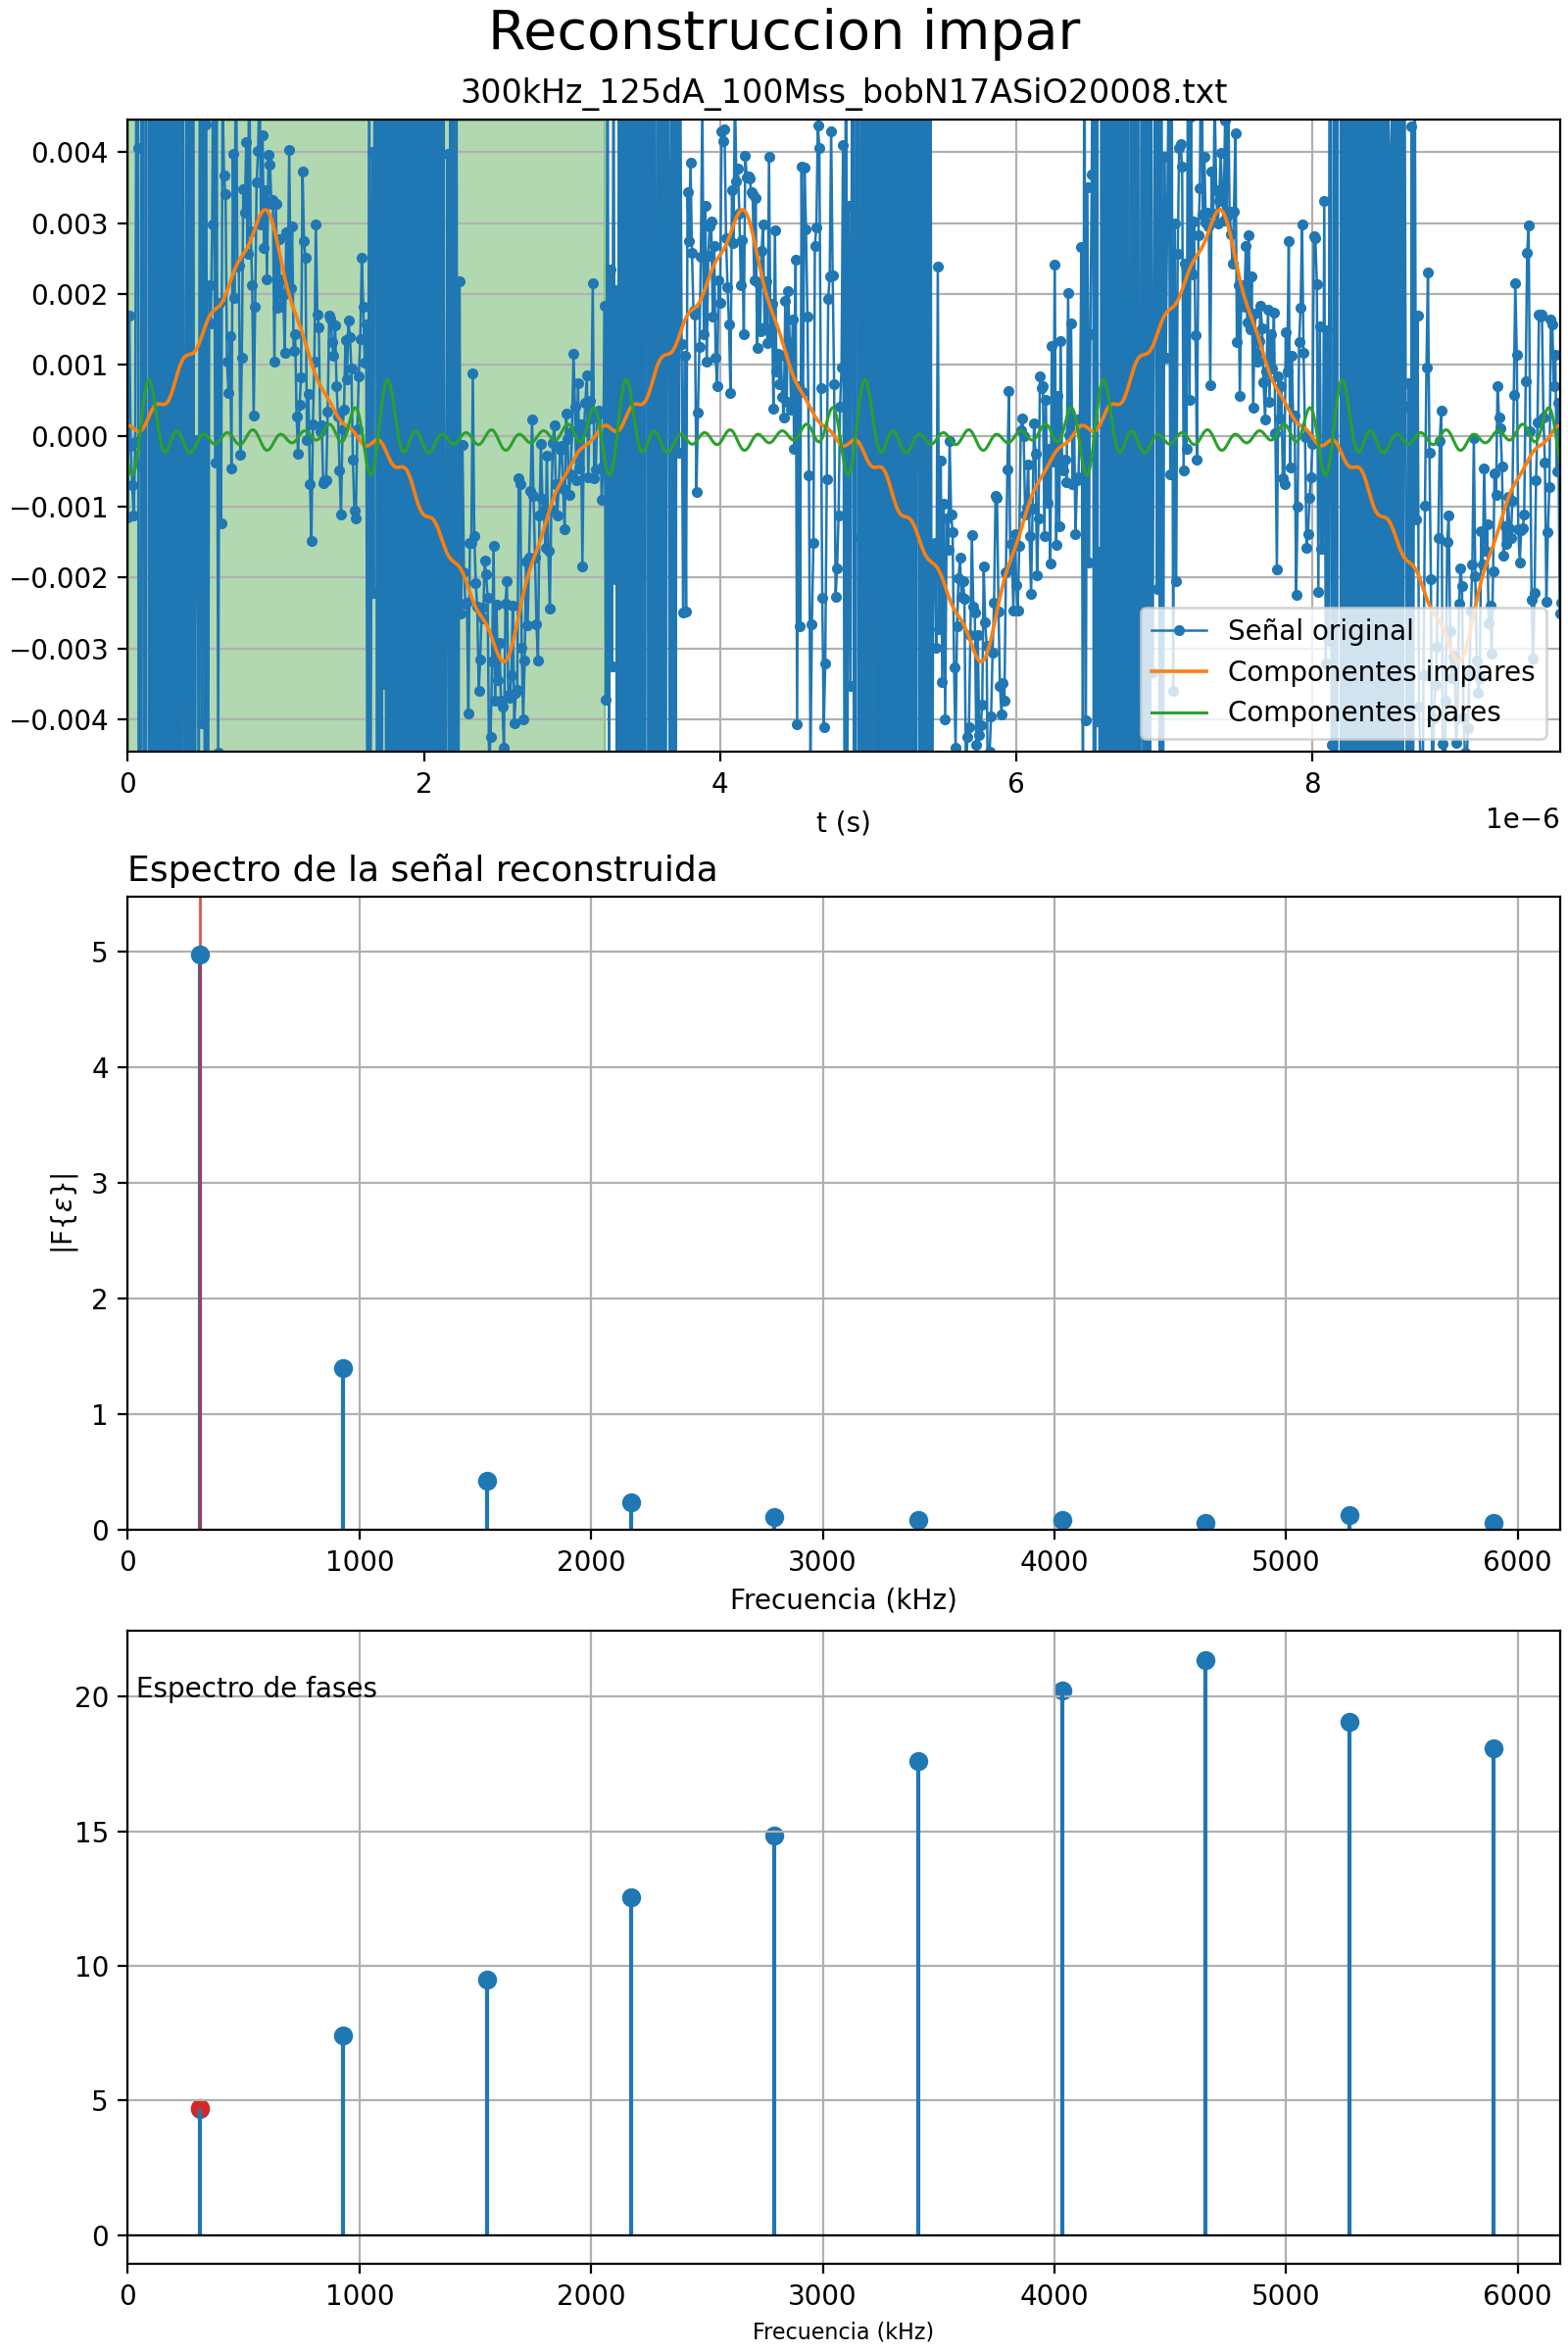 Reconstruccion impar
300kHz_125dA_100Mss_bobN17ASiO20008.txt
0.004
0.003
0.002
0.001
0.000
−0.001
−0.002
−0.003
−0.004
Señal original
Componentes impares
Componentes pares
0 2 4 6 8
t (s)
1e−6
Espectro de la señal reconstruida
5
4
3
2
1
0
|F{ε}|
0 1000 2000 3000 4000 5000 6000
Frecuencia (kHz)
Espectro de fases
20
15
10
5
0
0 1000 2000 3000 4000 5000 6000
Frecuencia (kHz)